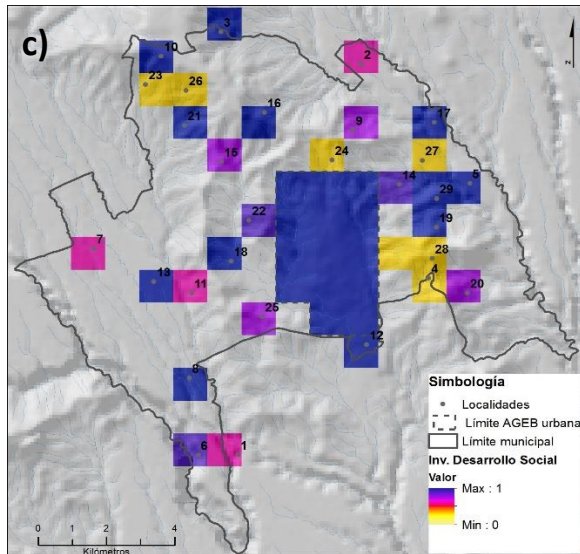 c)
3
2
z
10
23
26
21
16
9
17
15
24
27
14
5
29
22
19
7
18
28
13
11
4
20
25
12
8
6
1
Simbología
Localidades
Límite AGEB urbana
Límite municipal
Inv. Desarrollo Social
Valor
Max : 1
Min : 0
0 2 4
Kilómetros